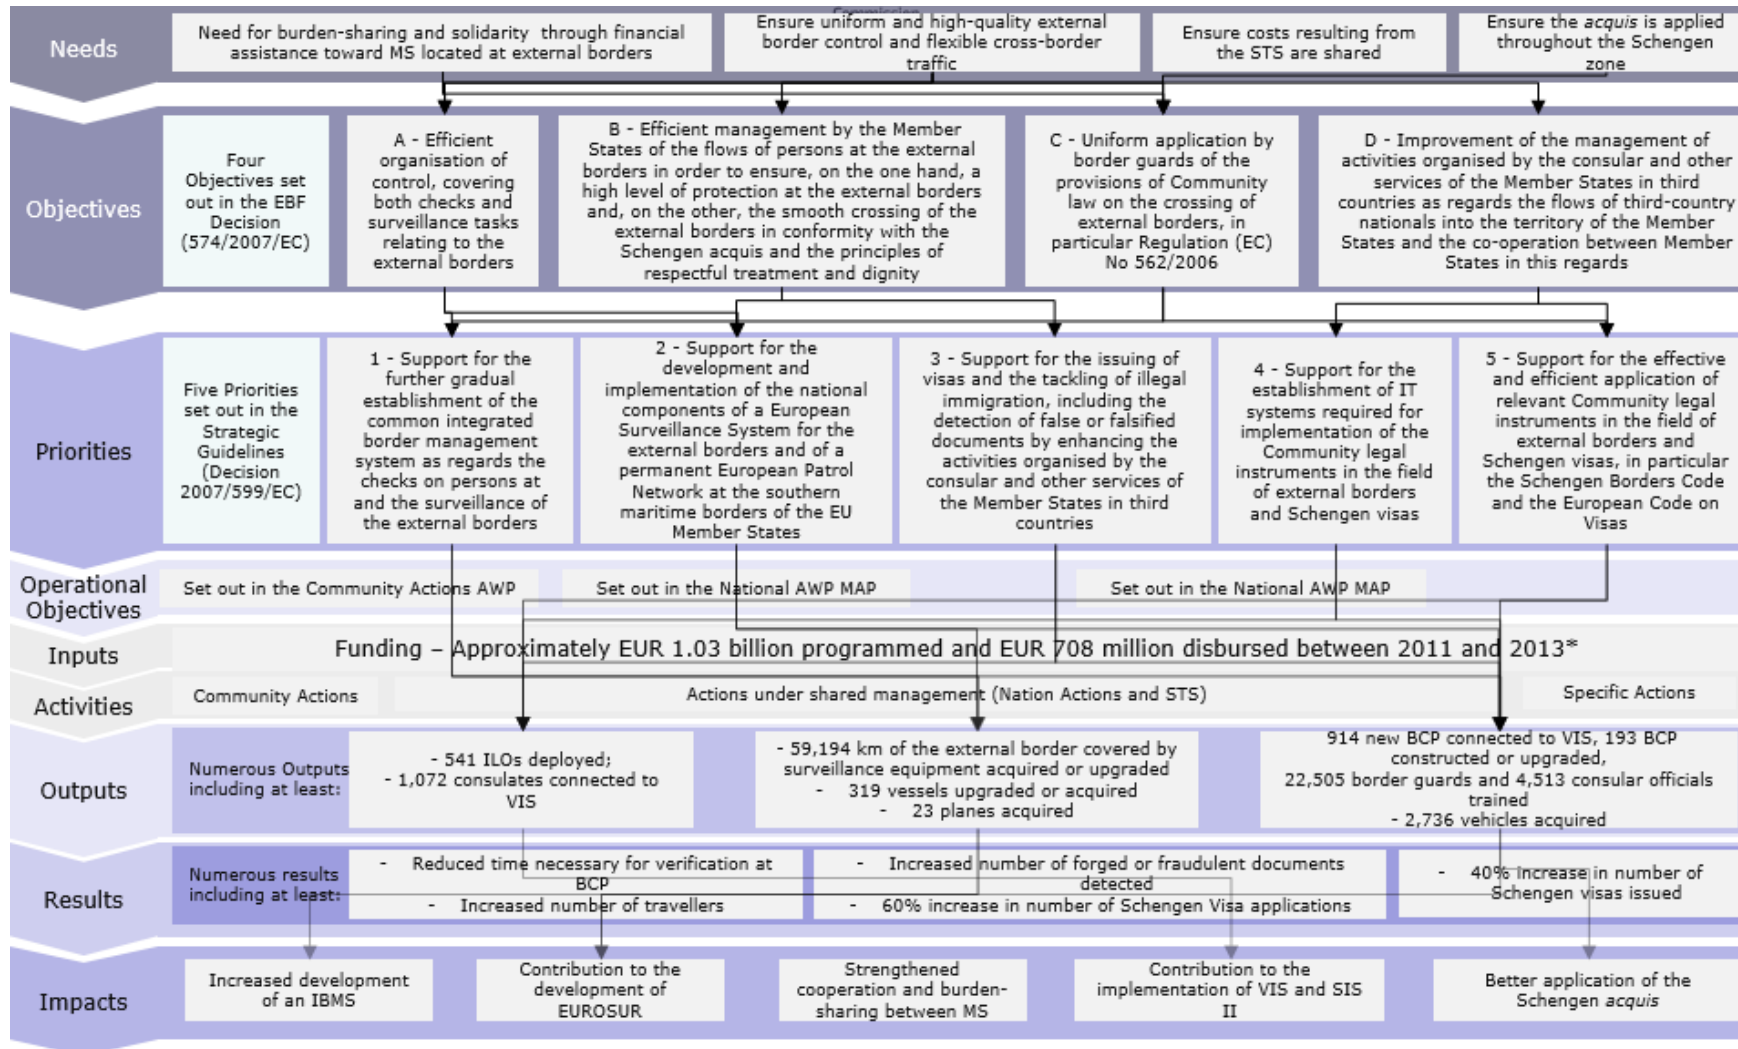 Commission
Needs
Need for burden-sharing and solidarity through financial
assistance toward MS located at external borders
Ensure uniform and high-quality external
border control and flexible cross-border
traffic
Ensure costs resulting from
the STS are shared
Ensure the acquis is applied
throughout the Schengen
zone
Objectives
Four
Objectives set
out in the EBF
Decision
(574/2007/EC)
A - Efficient
organisation of
control, covering
both checks and
surveillance tasks
relating to the
external borders
B - Efficient management by the Member
States of the flows of persons at the external
borders in order to ensure, on the one hand, a
high level of protection at the external borders
and, on the other, the smooth crossing of the
external borders in conformity with the
Schengen acquis and the principles of
respectful treatment and dignity
C - Uniform application by
border guards of the
provisions of Community
law on the crossing of
external borders, in
particular Regulation (EC)
No 562/2006
D - Improvement of the management of
activities organised by the consular and other
services of the Member States in third
countries as regards the flows of third-country
nationals into the territory of the Member
States and the co-operation between Member
States in this regards
Priorities
Five Priorities
set out in the
Strategic
Guidelines
(Decision
2007/599/EC)
1 - Support for the
further gradual
establishment of the
common integrated
border management
system as regards the
checks on persons at
and the surveillance of
the external borders
2 - Support for the
development and
implementation of the national
components of a European
Surveillance System for the
external borders and of a
permanent European Patrol
Network at the southern
maritime borders of the EU
Member States
3 - Support for the issuing of
visas and the tackling of illegal
immigration, including the
detection of false or falsified
documents by enhancing the
activities organised by the
consular and other services of
the Member States in third
countries
4 - Support for the
establishment of IT
systems required for
implementation of the
Community legal
instruments in the field
of external borders
and Schengen visas
5 - Support for the effective
and efficient application of
relevant Community legal
instruments in the field of
external borders and
Schengen visas, in particular
the Schengen Borders Code
and the European Code on
Visas
Operational
Objectives
Set out in the Community Actions AWP
Set out in the National AWP MAP
Set out in the National AWP MAP
Inputs
Funding – Approximately EUR 1.03 billion programmed and EUR 708 million disbursed between 2011 and 2013*
Activities
Community Actions
Actions under shared management (Nation Actions and STS)
Specific Actions
Outputs
Numerous Outputs
including at least:
- 541 ILOs deployed;
- 1,072 consulates connected to
VIS
- 59,194 km of the external border covered by
surveillance equipment acquired or upgraded
- 319 vessels upgraded or acquired
- 23 planes acquired
914 new BCP connected to VIS, 193 BCP
constructed or upgraded,
22,505 border guards and 4,513 consular officials
trained
- 2,736 vehicles acquired
Results
Numerous results
including at least:
- Reduced time necessary for verification at
BCP
- Increased number of travellers
- Increased number of forged or fraudulent documents
detected
- 60% increase in number of Schengen Visa applications
- 40% increase in number of
Schengen visas issued
Impacts
Increased development
of an IBMS
Contribution to the
development of
EUROSUR
Strengthened
cooperation and burden-
sharing between MS
Contribution to the
implementation of VIS and SIS
II
Better application of the
Schengen acquis